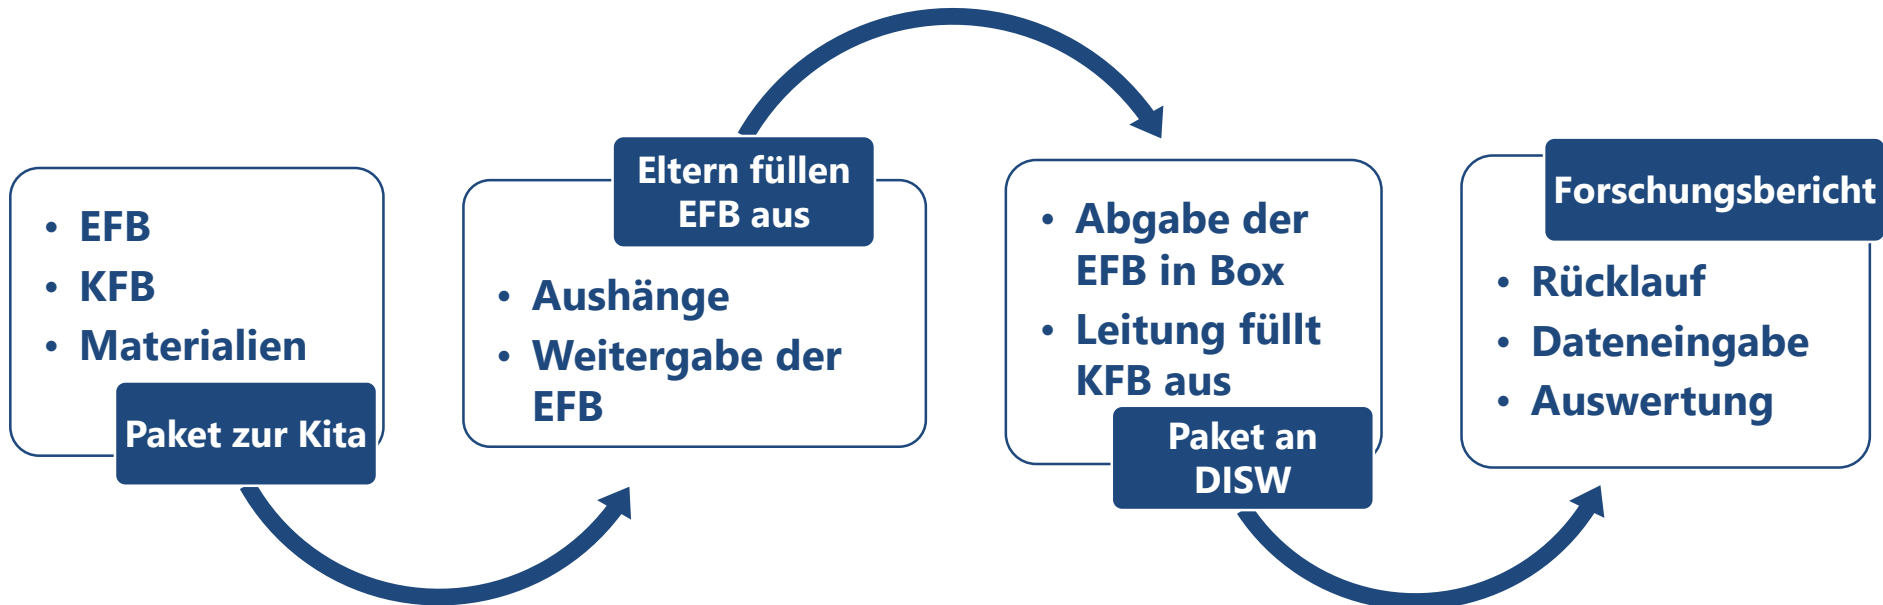 • EFB
• KFB
• Materialien
Paket zur Kita
Eltern füllen
EFB aus
• Aushänge
• Weitergabe der
EFB
• Abgabe der
EFB in Box
• Leitung füllt
KFB aus
Paket an
DISW
Forschungsbericht
• Rücklauf
• Dateneingabe
• Auswertung